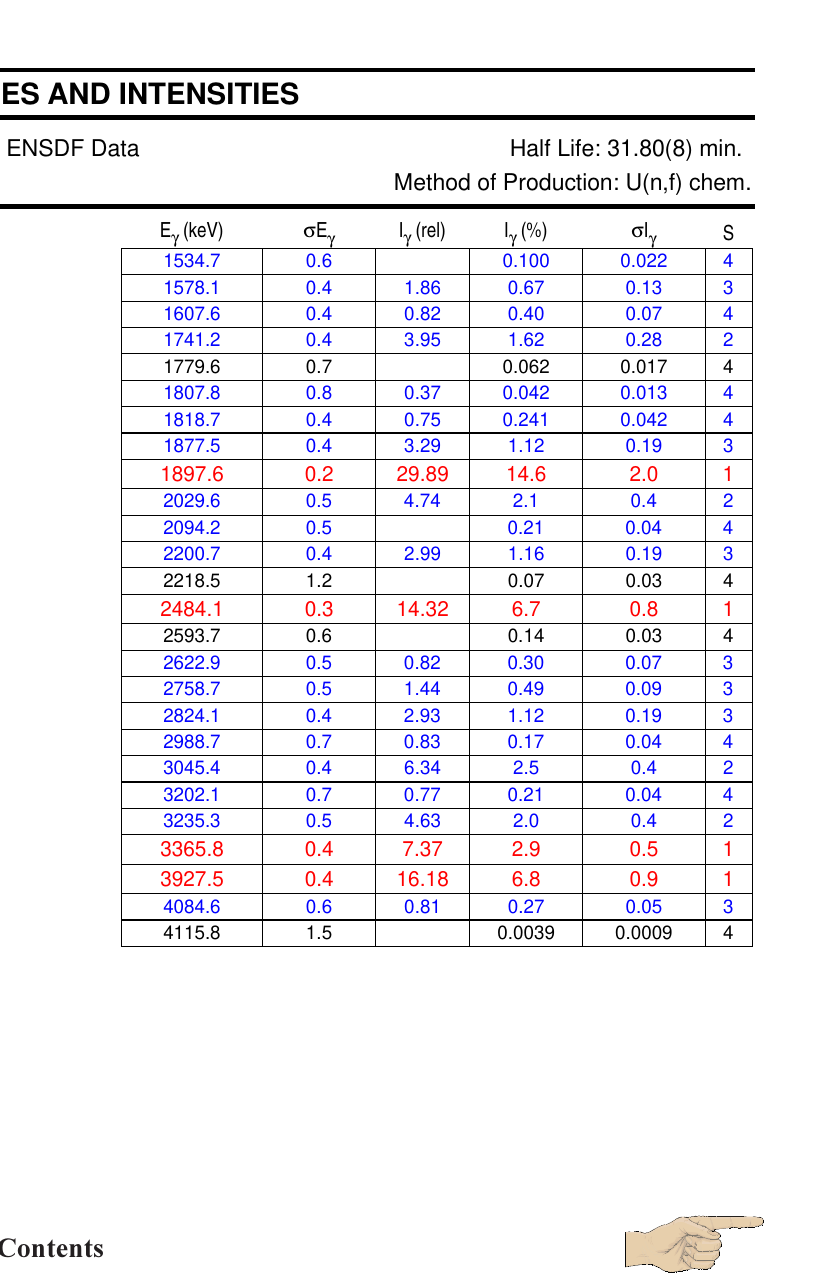 ES AND INTENSITIES
ENSDF Data Half Life: 31.80(8) min.
Method of Production: U(n,f) chem.
Eγ (keV) σEγ Iγ (rel) Iγ (%) σIγ S
1534.7 0.6 0.100 0.022 4
1578.1 0.4 1.86 0.67 0.13 3
1607.6 0.4 0.82 0.40 0.07 4
1741.2 0.4 3.95 1.62 0.28 2
1779.6 0.7 0.062 0.017 4
1807.8 0.8 0.37 0.042 0.013 4
1818.7 0.4 0.75 0.241 0.042 4
1877.5 0.4 3.29 1.12 0.19 3
1897.6 0.2 29.89 14.6 2.0 1
2029.6 0.5 4.74 2.1 0.4 2
2094.2 0.5 0.21 0.04 4
2200.7 0.4 2.99 1.16 0.19 3
2218.5 1.2 0.07 0.03 4
2484.1 0.3 14.32 6.7 0.8 1
2593.7 0.6 0.14 0.03 4
2622.9 0.5 0.82 0.30 0.07 3
2758.7 0.5 1.44 0.49 0.09 3
2824.1 0.4 2.93 1.12 0.19 3
2988.7 0.7 0.83 0.17 0.04 4
3045.4 0.4 6.34 2.5 0.4 2
3202.1 0.7 0.77 0.21 0.04 4
3235.3 0.5 4.63 2.0 0.4 2
3365.8 0.4 7.37 2.9 0.5 1
3927.5 0.4 16.18 6.8 0.9 1
4084.6 0.6 0.81 0.27 0.05 3
4115.8 1.5 0.0039 0.0009 4
Contents